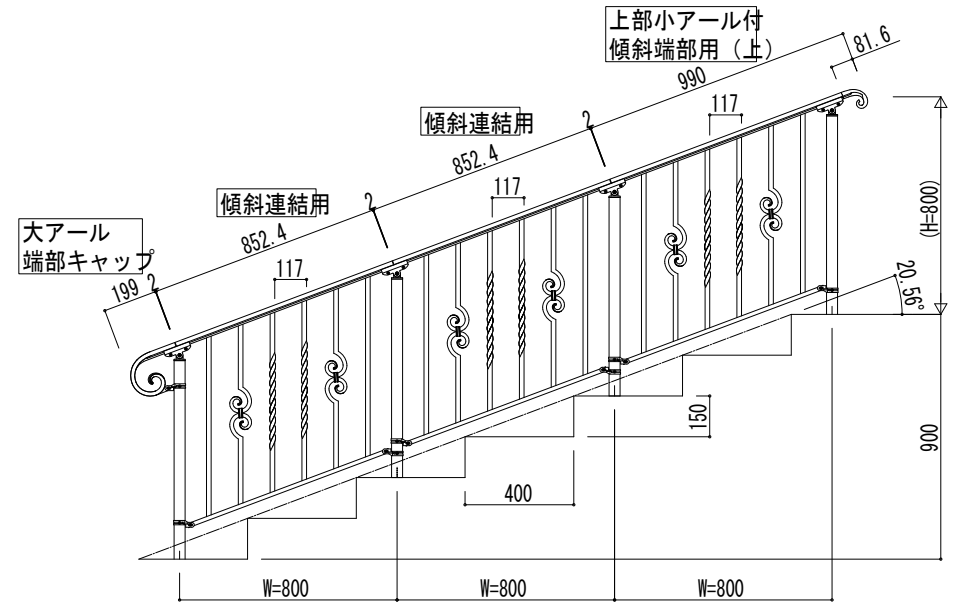 上部小アール付
傾斜端部用（上）
81.6
990
117
2
傾斜連結用
852.4
117
2
傾斜連結用
852.4
大アール
端部キャップ
117
2
199
(H=800)
20.56°
150
900
400
W=800
W=800
W=800